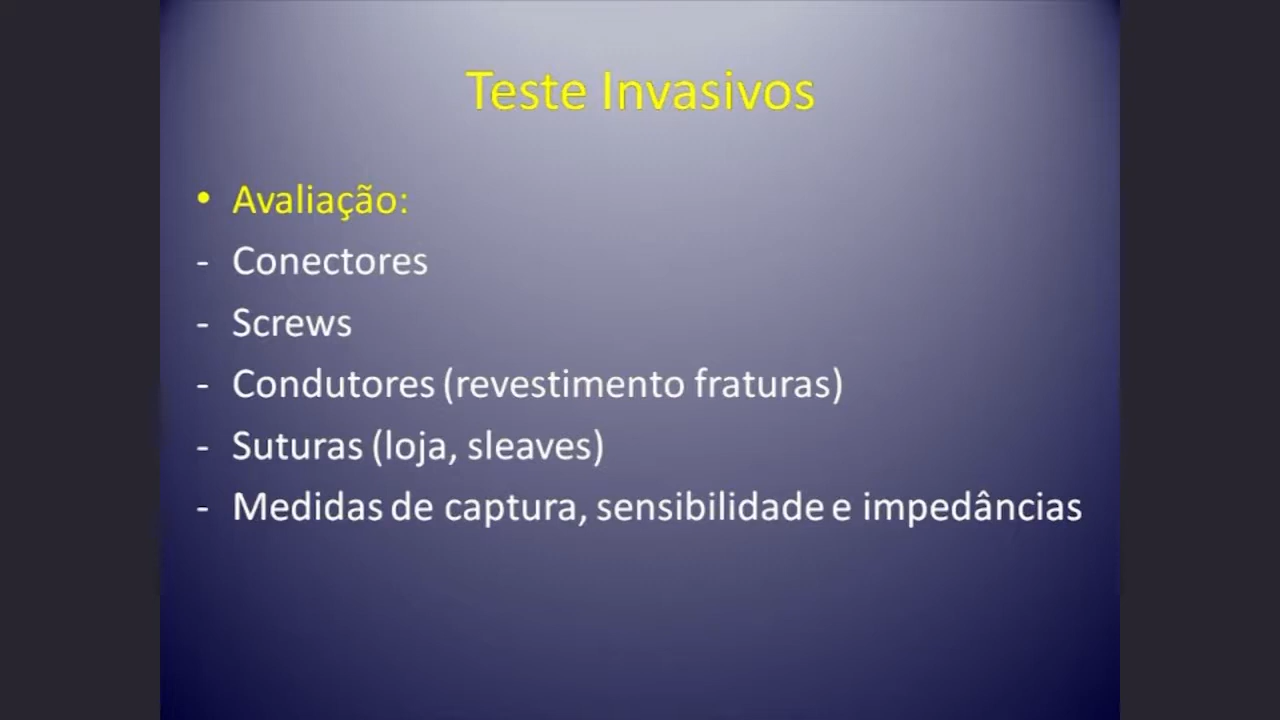 Teste Invasivos
• Avaliação:
- Conectores
- Screws
- Condutores (revestimento fraturas)
- Suturas (loja, sleaves)
- Medidas de captura, sensibilidade e impedâncias